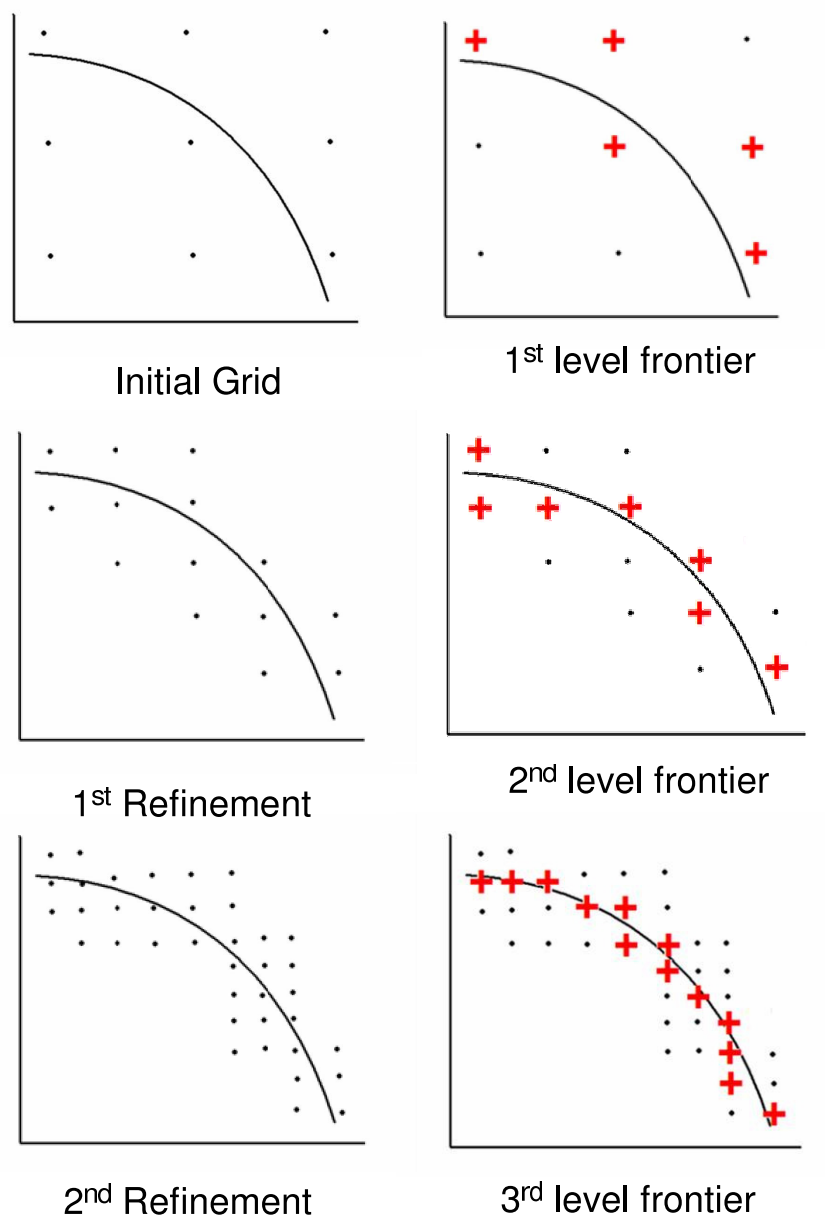 Initial Grid
1st level frontier
1st Refinement
2nd level frontier
2nd Refinement
3rd level frontier